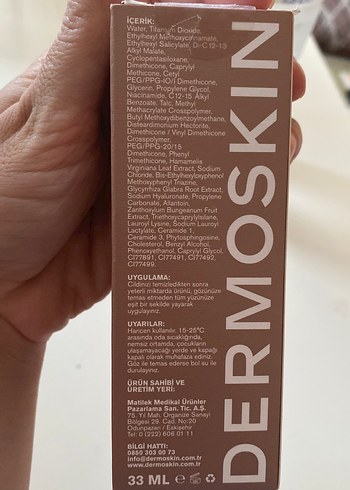 İÇERİK:
Water, Titanium Dioxide,
Ethylhexyl Methoxycinnamate,
Ethylhexyl Salicylate, Di-C 12-13
Alkyl Malate,
Cyclopentasiloxane,
Dimethicone, Caprylyl
Methicone, Cetyl
PEG/PPG-10/1 Dimethicone,
Glycerin, Propylene Glycol,
Niacinamide, C12-15 Alkyl
Benzoate, Talc, Methyl
Methacrylate Crosspolymer,
Butyl Methoxydibenzoylmethane,
Disteardimonium Hectorite,
Dimethicone / Vinyl Dimethicone
Crosspolymer,
PEG/PPG-20/15
Dimethicone, Phenyl
Trimethicone, Hamamelis
Virginiana Leaf Extract, Sodium
Chloride, Bis-Ethylhexyloxyphenol
Methoxyphenyl Triazine,
Glycyrrhiza Glabra Root Extract,
Sodium Hyaluronate, Propylene
Carbonate, Allantoin,
Zanthoxylum Bungeanum Fruit
Extract, Triethoxycaprylylsilane,
Lauroyl Lysine, Sodium Lauroyl
Lactylate, Ceramide 1,
Ceramide 3, Phytosphingosine,
Cholesterol, Benzyl Alcohol,
Phenoxyethanol, Caprylyl Glycol,
CI77891, CI77491, CI77492,
CI77499.
UYGULAMA:
Cildinizi temizledikten sonra
yeterli miktarda ürünü, gözünüze
temas etmeden tüm yüzünüze
eşit bir şekilde yayarak
uygulayınız.
UYARILAR:
Haricen kullanılır. 15-25°C
arasında oda sıcaklığında,
nemsiz ortamda, çocukların
ulaşamayacağı yerde ve kapağı
kapalı olarak muhafaza ediniz.
Göz ile temas ederse bol su ile
durulayınız.
ÜRÜN SAHİBİ VE
ÜRETİM YERİ:
Matilek Medikal Ürünler
Pazarlama San. Tic. A.Ş.
75. Yıl Mah. Organize Sanayi
Bölgesi 29. Cad. No:20
Odunpazarı / Eskişehir
Tel: 0 (222) 606 01 11
BİLGİ HATTI:
0850 303 00 73
info@dermoskin.com.tr
www.dermoskin.com.tr
33 ML
DERMOSKIN